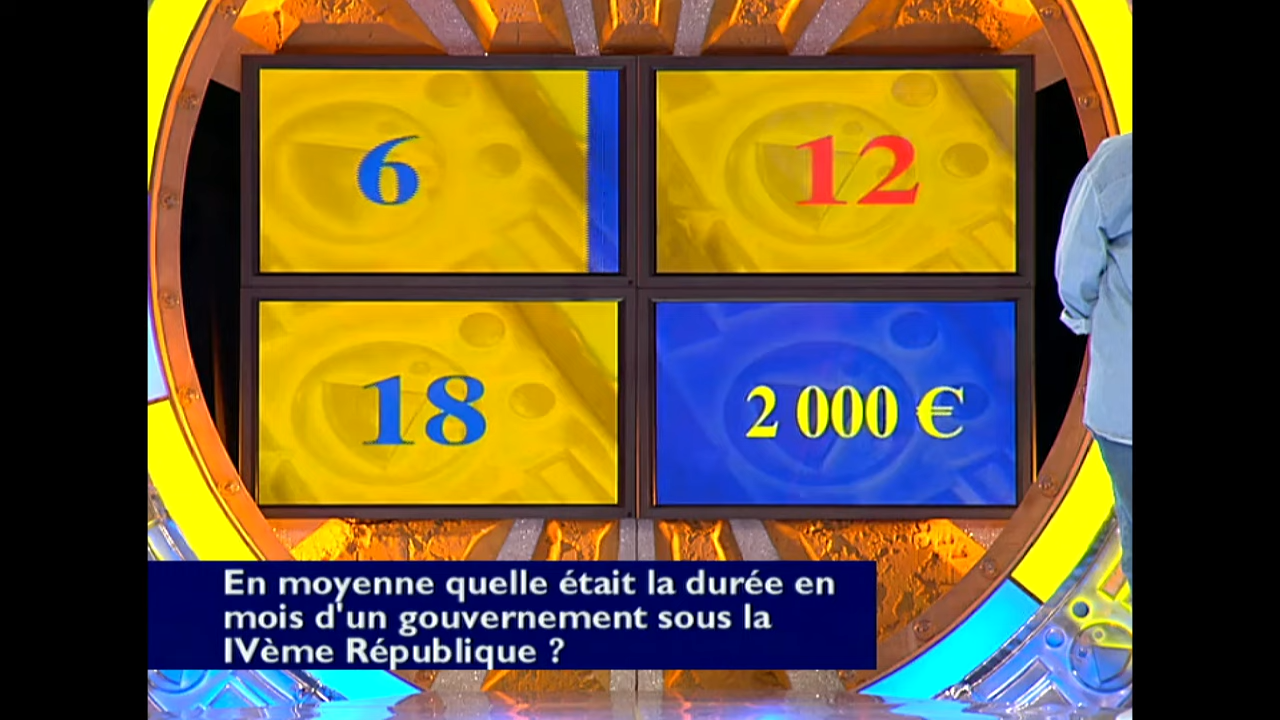 6
12
18
2 000 €
En moyenne quelle était la durée en
mois d'un gouvernement sous la
IVème République ?